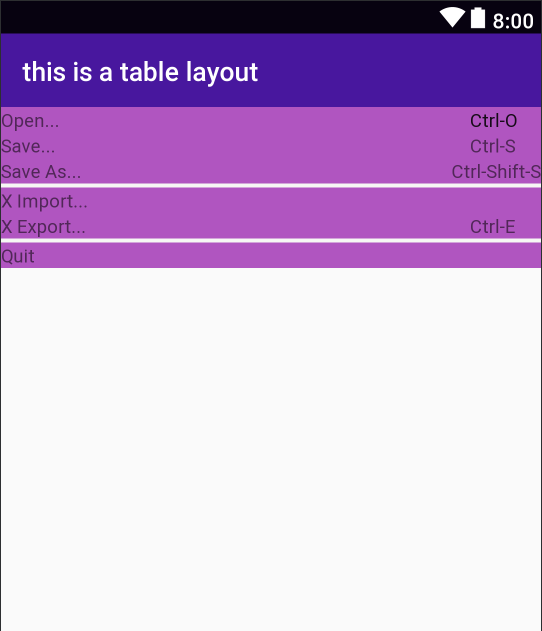 8:00
this is a table layout
Open... Ctrl-O
Save... Ctrl-S
Save As... Ctrl-Shift-S
X Import...
X Export... Ctrl-E
Quit